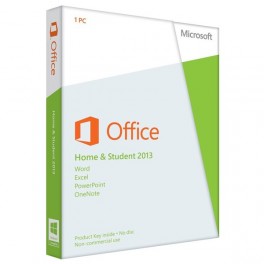 1 PC
Microsoft
Office
Home & Student 2013
Word
Excel
PowerPoint
OneNote
Product Key Inside • No disc
Non-commercial use